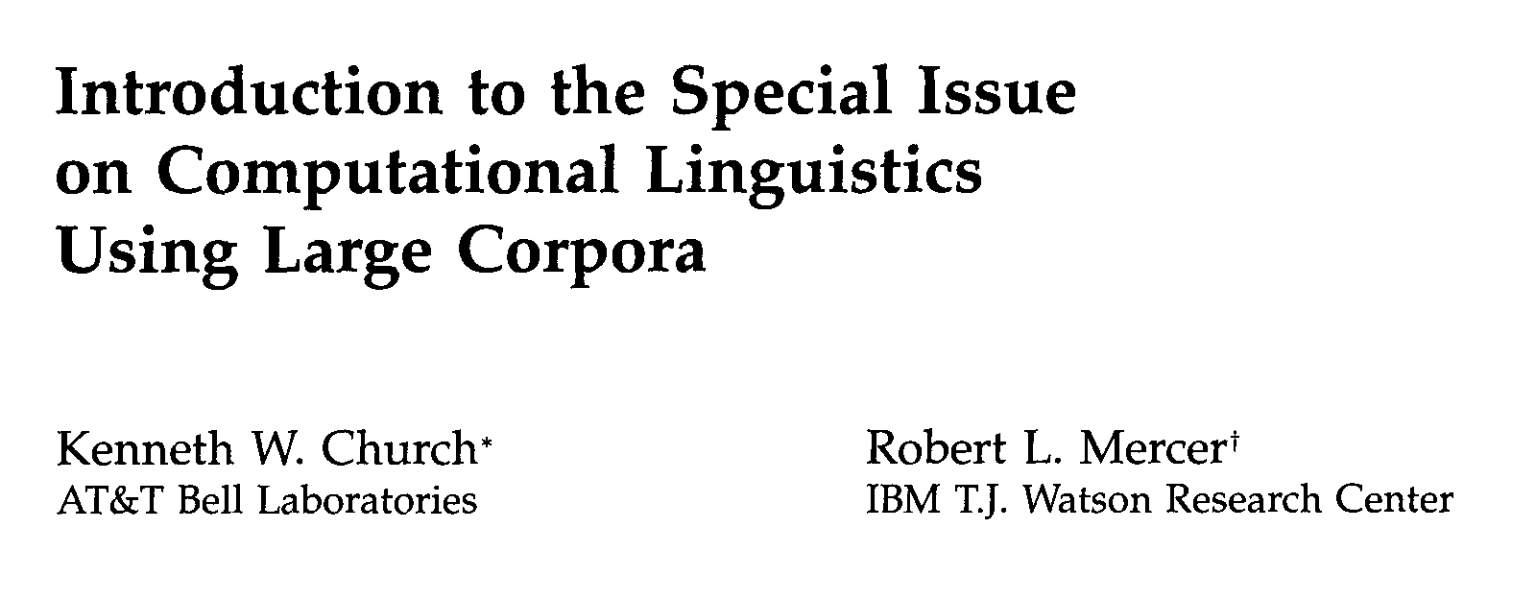 Introduction to the Special Issue
on Computational Linguistics
Using Large Corpora
Kenneth W. Church*
AT&T Bell Laboratories
Robert L. Mercer†
IBM T.J. Watson Research Center